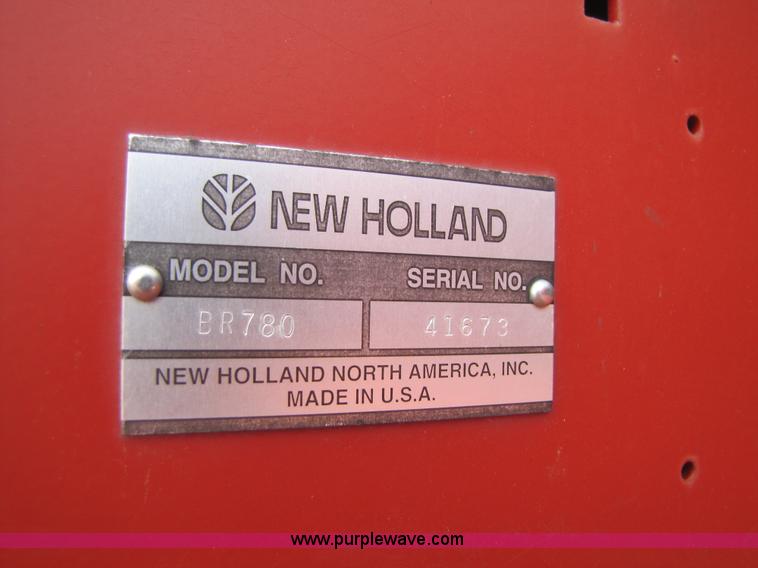 NEW HOLLAND
MODEL NO. SERIAL NO.
BR780 41673
NEW HOLLAND NORTH AMERICA, INC.
MADE IN U.S.A.
www.purplewave.com